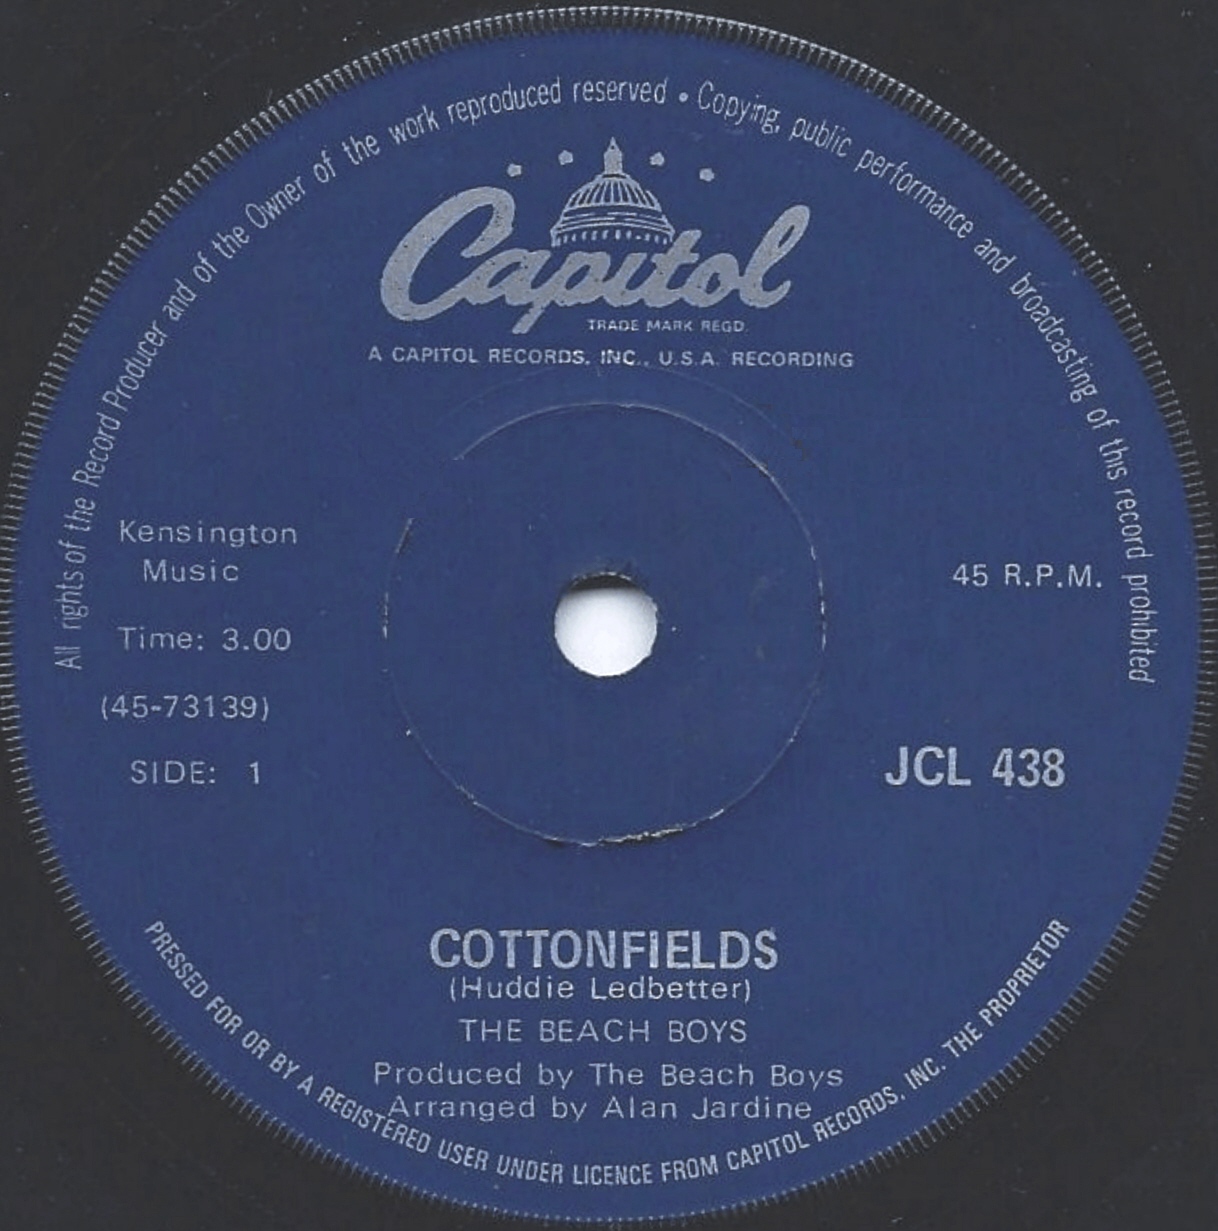 All rights of the Record Producer and of the Owner of the work reproduced reserved • Copying, public performance and broadcasting of this record prohibited
Capitol
TRADE MARK REGD.
A CAPITOL RECORDS, INC., U.S.A. RECORDING
Kensington
Music
Time: 3.00
(45-73139)
SIDE: 1
45 R.P.M.
JCL 438
COTTONFIELDS
(Huddie Ledbetter)
THE BEACH BOYS
Produced by The Beach Boys
Arranged by Alan Jardine
PRESSED FOR OR BY A REGISTERED USER UNDER LICENCE FROM CAPITOL RECORDS, INC. THE PROPRIETOR